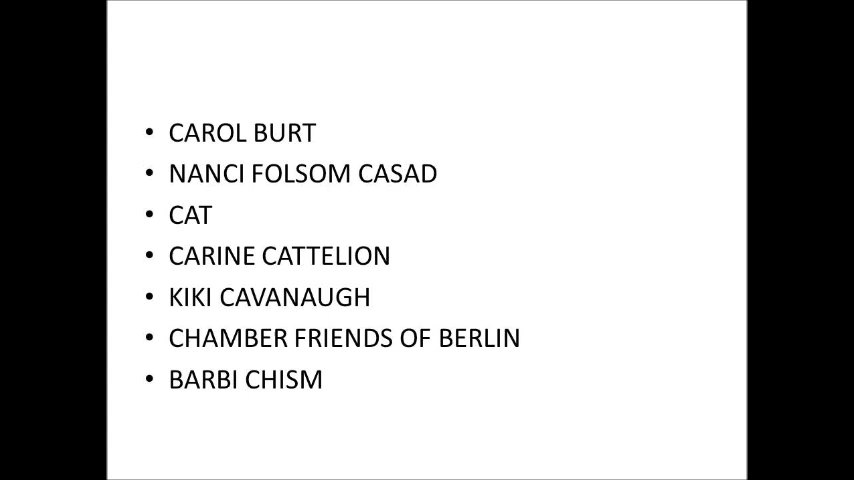 • CAROL BURT
• NANCI FOLSOM CASAD
• CAT
• CARINE CATTELION
• KIKI CAVANAUGH
• CHAMBER FRIENDS OF BERLIN
• BARBI CHISM